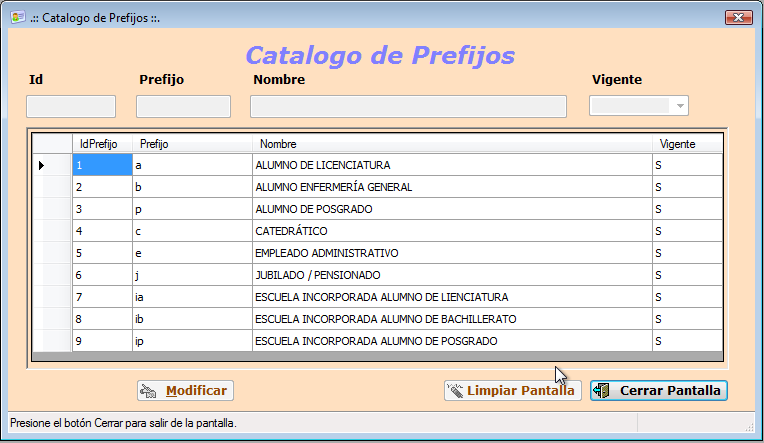 .:: Catalogo de Prefijos ::.
Catalogo de Prefijos
Id Prefijo Nombre Vigente
IdPrefijo Prefijo Nombre Vigente
1 a ALUMNO DE LICENCIATURA S
2 b ALUMNO ENFERMERÍA GENERAL S
3 p ALUMNO DE POSGRADO S
4 c CATEDRÁTICO S
5 e EMPLEADO ADMINISTRATIVO S
6 j JUBILADO / PENSIONADO S
7 ia ESCUELA INCORPORADA ALUMNO DE LIENCIATURA S
8 ib ESCUELA INCORPORADA ALUMNO DE BACHILLERATO S
9 ip ESCUELA INCORPORADA ALUMNO DE POSGRADO S
Modificar Limpiar Pantalla Cerrar Pantalla
Presione el botón Cerrar para salir de la pantalla.